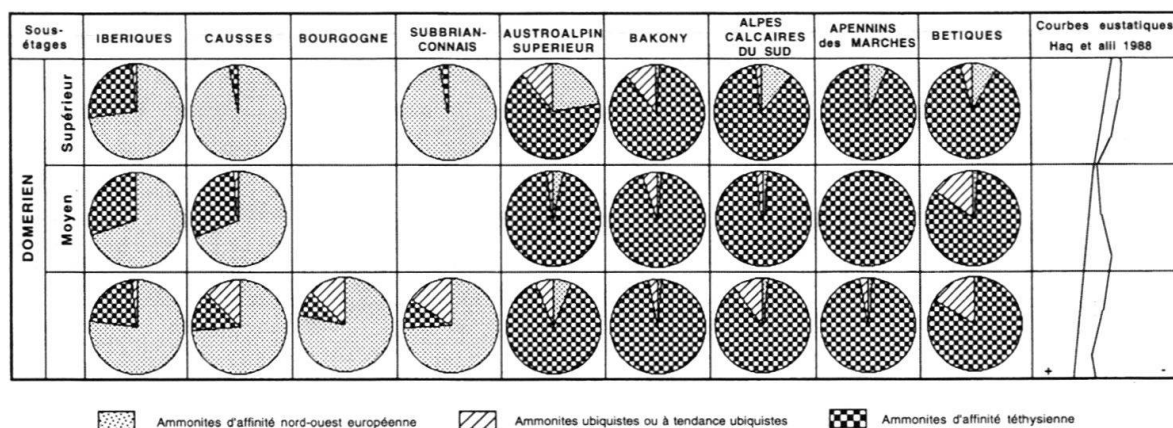 Sous-
étages
IBERIQUES
CAUSSES
BOURGOGNE
SUBBRIAN-
CONNAIS
AUSTROALPIN
SUPERIEUR
BAKONY
ALPES
CALCAIRES
DU SUD
APENNINS
des MARCHES
BETIQUES
Courbes eustatiques
Haq et alii 1988
DOMERIEN
Supérieur
Moyen
+ -
Ammonites d'affinité nord-ouest européenne
Ammonites ubiquistes ou à tendance ubiquistes
Ammonites d'affinité téthysienne